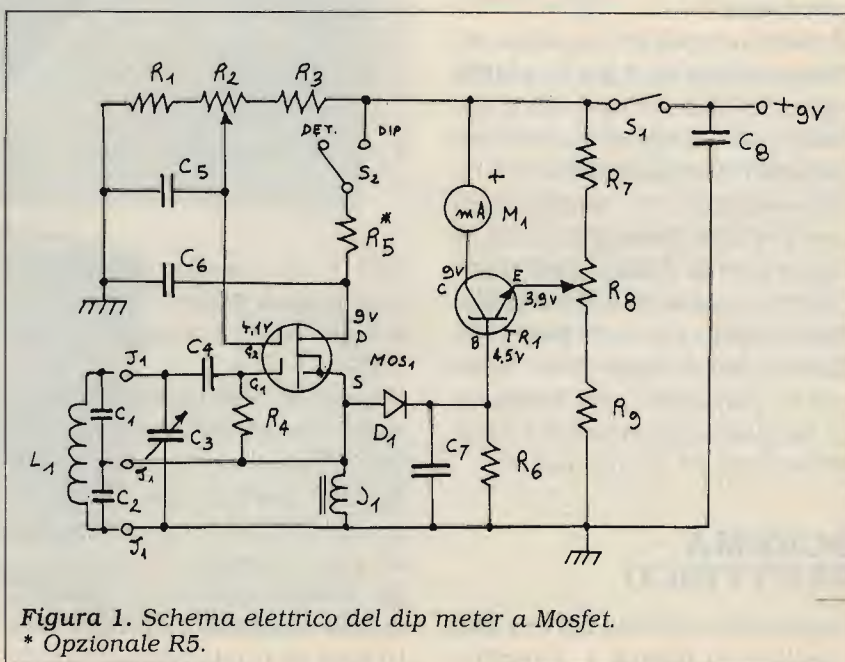 R1 R2 R3
DET. DIP
S2
S1
+9V
C8
C5
+
mA M1
R7
R5*
C6
9V
C
E
3,9V
R8
TR1
B
4,5V
9V
D
4,1V
G2
MOS1
J1
C4
G1
S
L1
C1
C3
R4
D1
J1
C7
R6
R9
C2
J1
J1
Figura 1. Schema elettrico del dip meter a Mosfet.
* Opzionale R5.